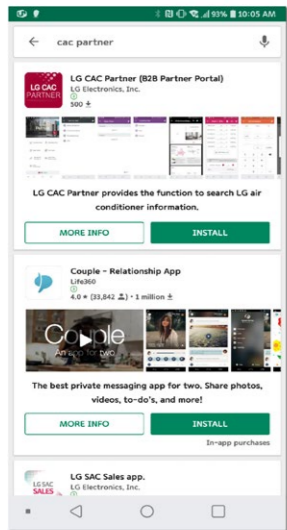 93% 10:05 AM
cac partner
LG CAC
PARTNER
LG CAC Partner (B2B Partner Portal)
LG Electronics, Inc.
500
LG CAC Partner provides the function to search LG air
conditioner information.
MORE INFO
INSTALL
Couple - Relationship App
Life360
4.0 ★ (33,842 ) • 1 million
Couple
An app for two
The best private messaging app for two. Share photos,
videos, to-do's, and more!
MORE INFO
INSTALL
In-app purchases
LG SAC
SALES
LG SAC Sales app.
LG Electronics, Inc.